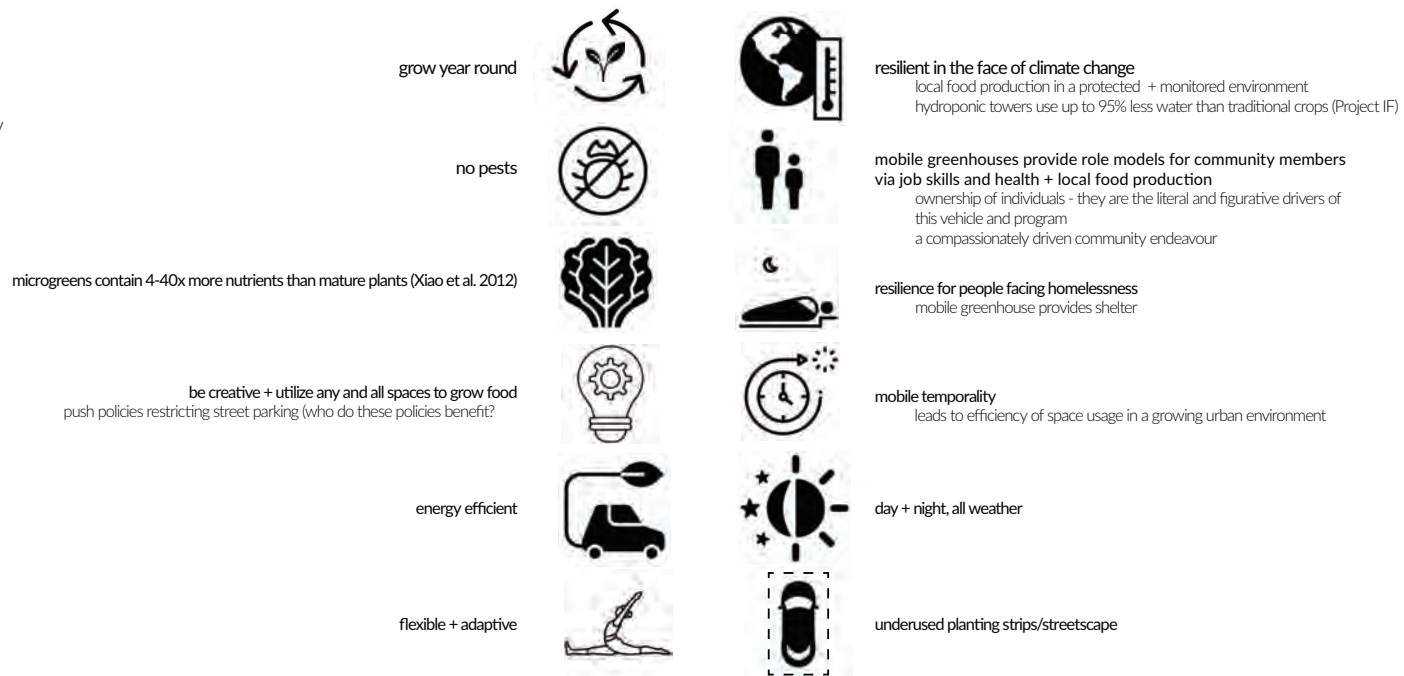 grow year round
no pests
microgreens contain 4-40x more nutrients than mature plants (Xiao et al. 2012)
be creative + utilize any and all spaces to grow food
push policies restricting street parking (who do these policies benefit?
energy efficient
flexible + adaptive
resilient in the face of climate change
local food production in a protected + monitored environment
hydroponic towers use up to 95% less water than traditional crops (Project IF)
mobile greenhouses provide role models for community members
via job skills and health + local food production
ownership of individuals - they are the literal and figurative drivers of
this vehicle and program
a compassionately driven community endeavour
resilience for people facing homelessness
mobile greenhouse provides shelter
mobile temporality
leads to efficiency of space usage in a growing urban environment
day + night, all weather
underused planting strips/streetscape